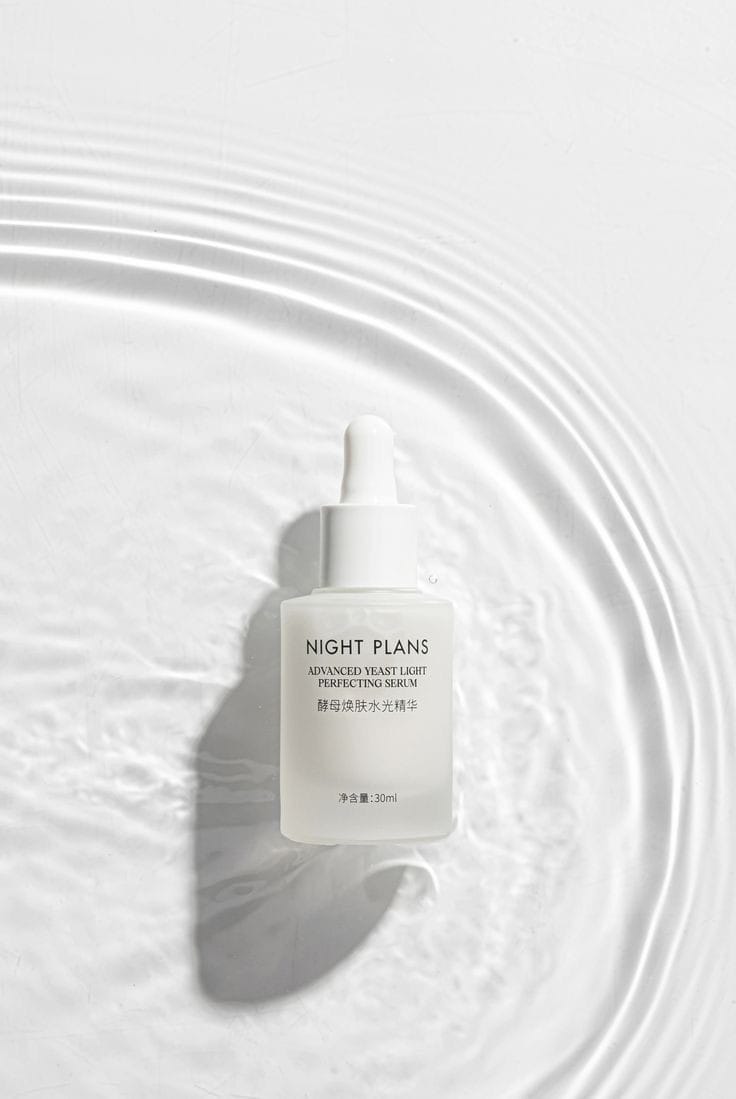 NIGHT PLANS
ADVANCED YEAST LIGHT
PERFECTING SERUM
酵母焕肤水光精华
净含量:30ml